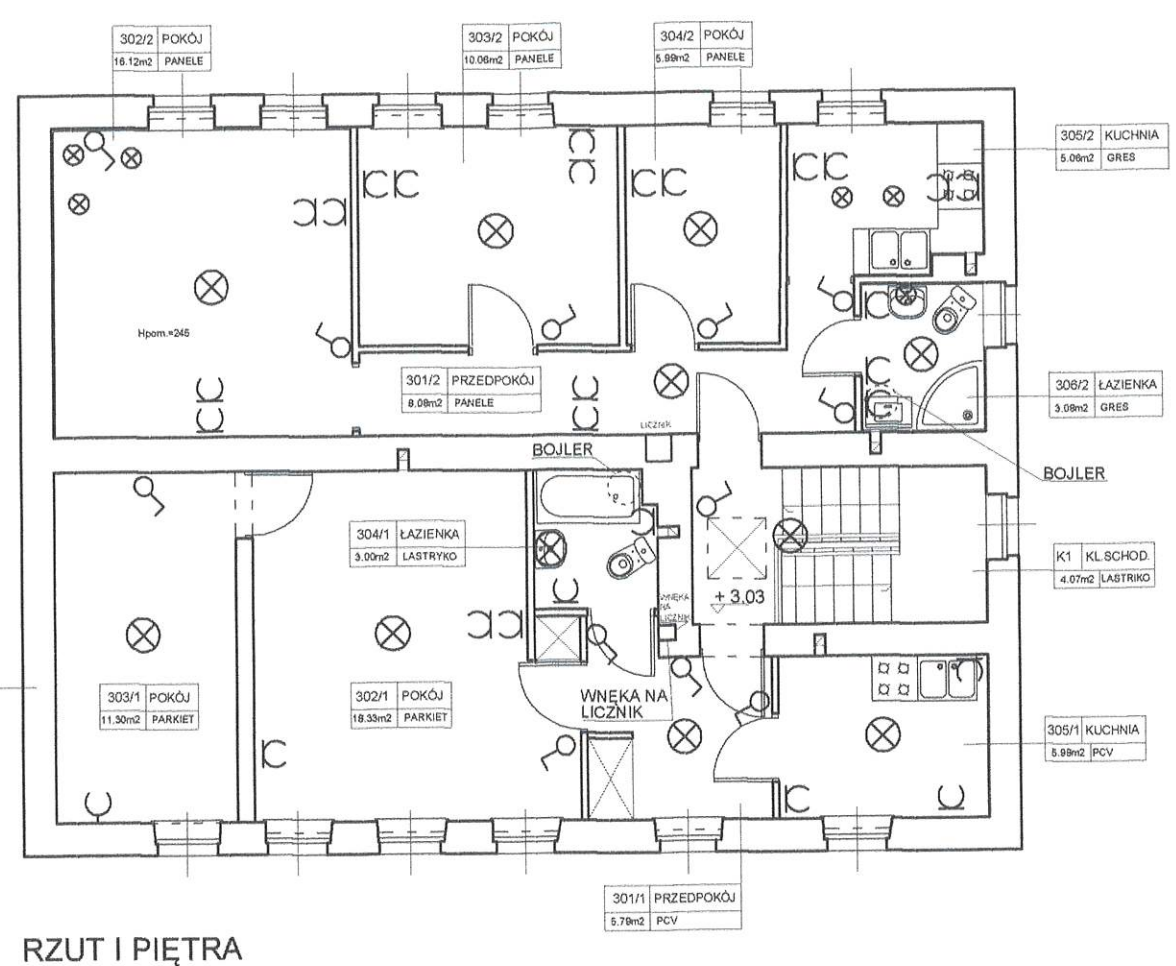 302/2 POKÓJ
16.12m2 PANELE
303/2 POKÓJ
10.06m2 PANELE
304/2 POKÓJ
5.99m2 PANELE
305/2 KUCHNIA
5.06m2 GRES
Hpom.=245
301/2 PRZEDPOKÓJ
8.09m2 PANELE
306/2 ŁAZIENKA
3.09m2 GRES
LICZNIK
BOJLER
BOJLER
304/1 ŁAZIENKA
3.00m2 LASTRYKO
K1 KL.SCHOD.
4.07m2 LASTRIKO
+ 3.03
WNĘKA
NA
LICZNIK
303/1 POKÓJ
11.30m2 PARKIET
302/1 POKÓJ
18.33m2 PARKIET
WNĘKA NA
LICZNIK
305/1 KUCHNIA
5.98m2 PCV
301/1 PRZEDPOKÓJ
5.79m2 PCV
RZUT I PIĘTRA